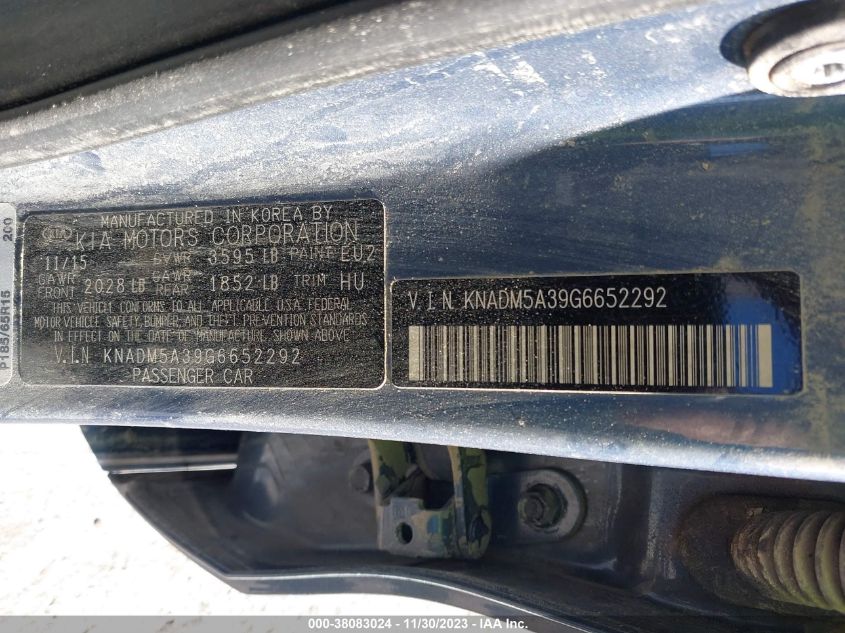 P185/65R15 200
MANUFACTURED IN KOREA BY
KIA KIA MOTORS CORPORATION
11/15 GVWR 3595 LB PAINT EU2
GAWR FRONT 2028 LB GAWR REAR 1852 LB TRIM HU
THIS VEHICLE CONFORMS TO ALL APPLICABLE FEDERAL
MOTOR VEHICLE SAFETY, BUMPER, AND THEFT PREVENTION STANDARDS
IN EFFECT ON THE DATE OF MANUFACTURE SHOWN ABOVE
V.I.N KNADM5A39G6652292
PASSENGER CAR
V.I.N KNADM5A39G6652292
000-38083024 - 11/30/2023 - IAA Inc.